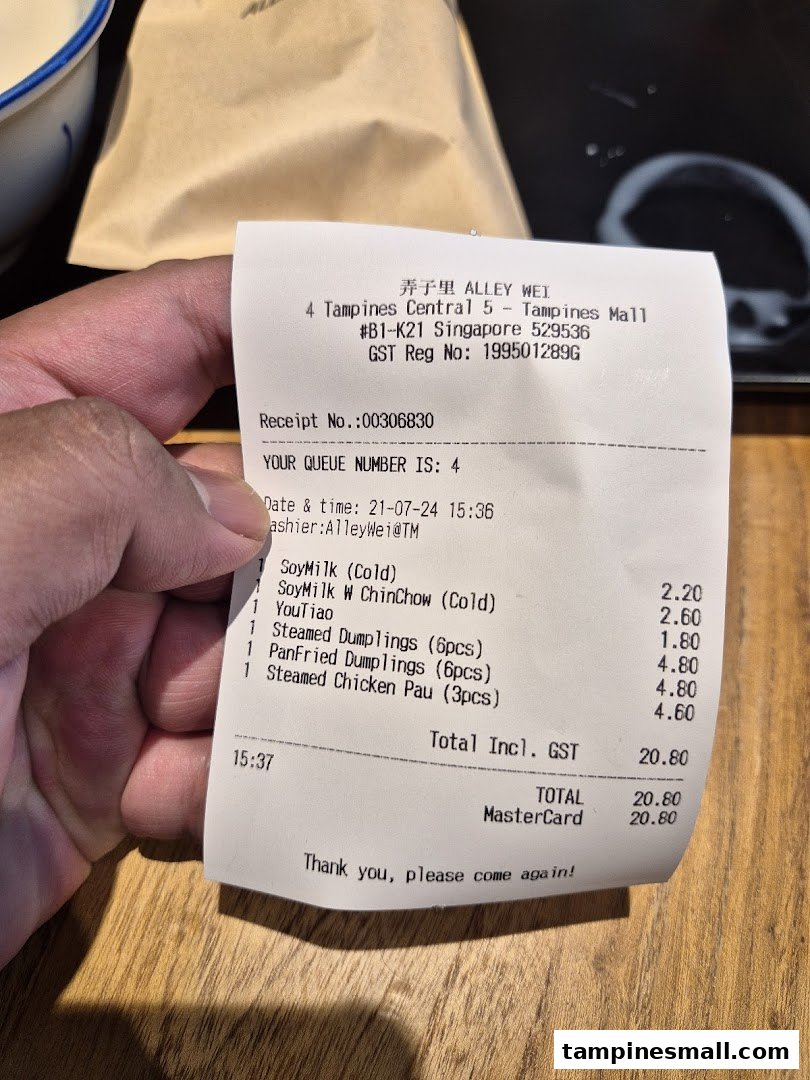 弄子里 ALLEY WEI
4 Tampines Central 5 - Tampines Mall
#B1-K21 Singapore 529536
GST Reg No: 199501289G
Receipt No.:00306830
YOUR QUEUE NUMBER IS: 4
Date & time: 21-07-24 15:36
ashier:AlleyWei@TM
1 SoyMilk (Cold) 2.20
1 SoyMilk W ChinChow (Cold) 2.60
1 YouTiao 1.80
1 Steamed Dumplings (6pcs) 4.80
1 PanFried Dumplings (6pcs) 4.80
1 Steamed Chicken Pau (3pcs) 4.60
Total Incl. GST 20.80
15:37
TOTAL 20.80
MasterCard 20.80
Thank you, please come again!
tampinesmall.com